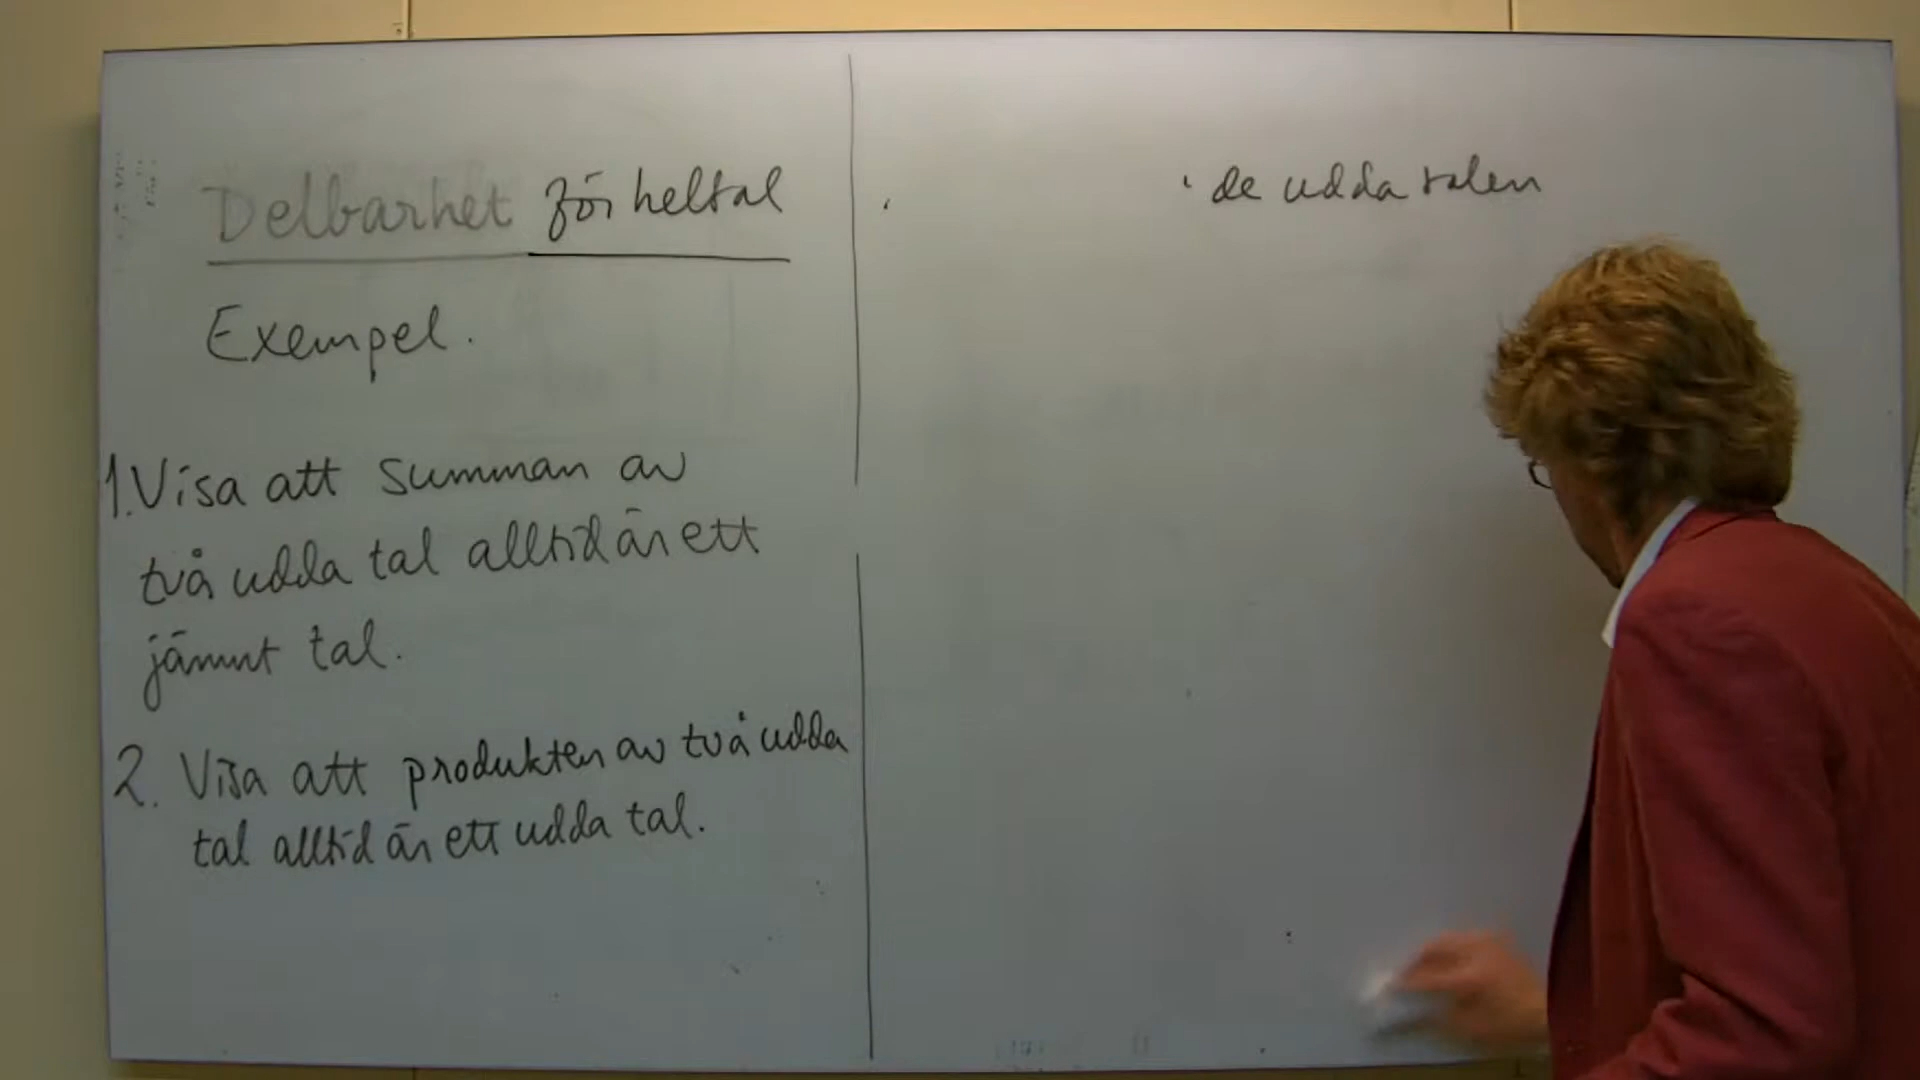 Delbarhet för heltal
Exempel.
1. Visa att summan av
två udda tal alltid är ett
jämnt tal.
2. Visa att produkten av två udda
tal alltid är ett udda tal.
de udda talen